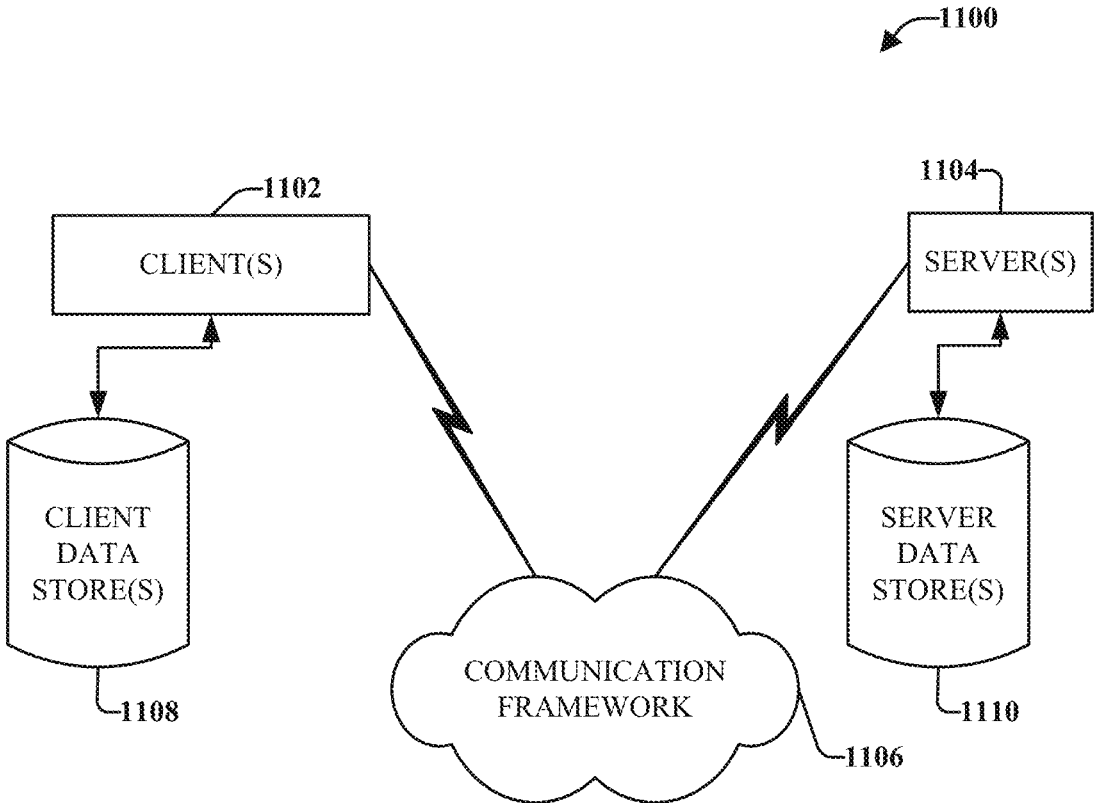 1100
1102
1104
CLIENT(S)
SERVER(S)
CLIENT
DATA
STORE(S)
SERVER
DATA
STORE(S)
COMMUNICATION
FRAMEWORK
1108
1110
1106